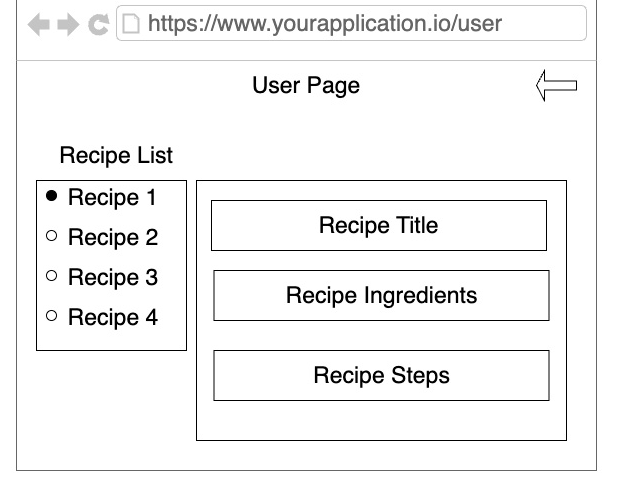 https://www.yourapplication.io/user
User Page
Recipe List
Recipe 1
Recipe 2
Recipe 3
Recipe 4
Recipe Title
Recipe Ingredients
Recipe Steps